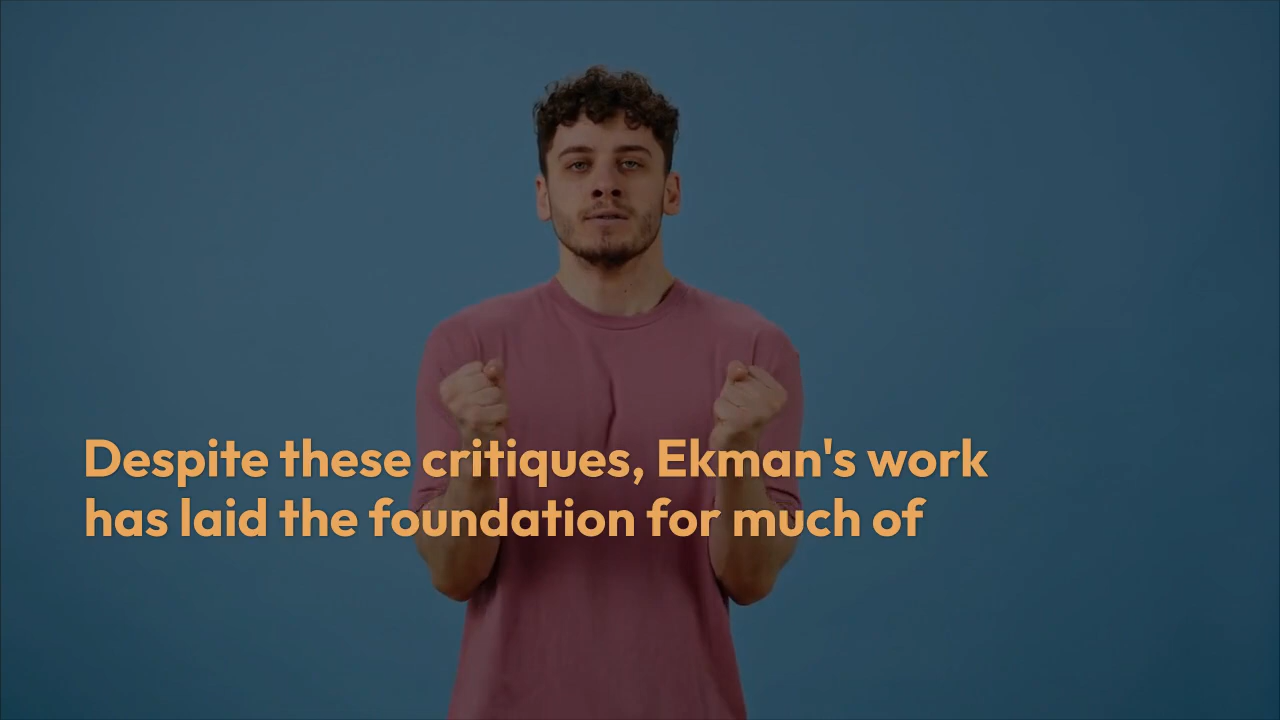 Despite these critiques, Ekman's work
has laid the foundation for much of